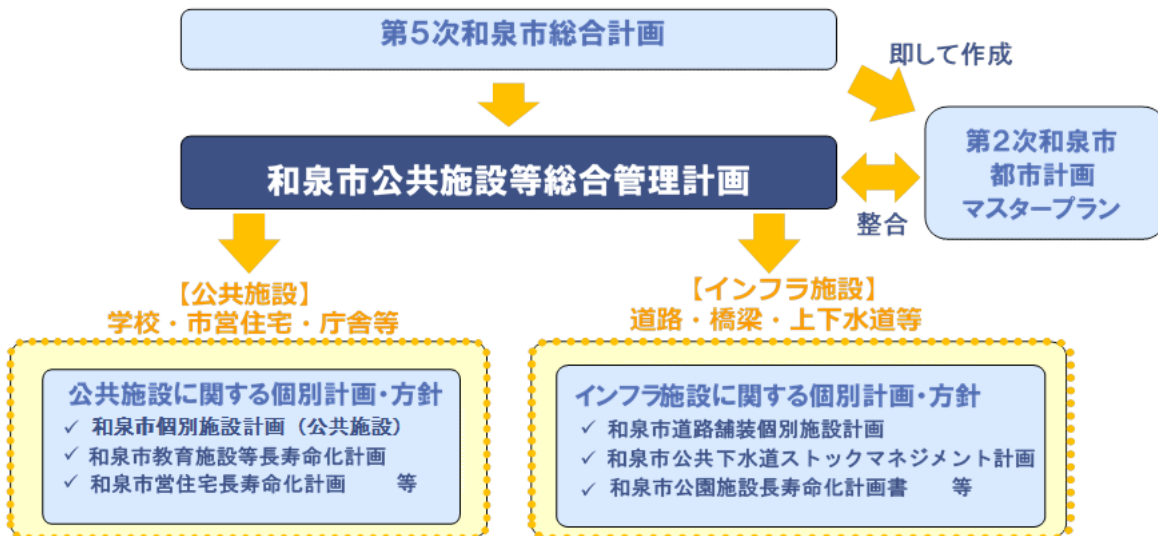 第5次和泉市総合計画
即して作成
和泉市公共施設等総合管理計画
第2次和泉市
都市計画
マスタープラン
整合
【公共施設】
学校・市営住宅・庁舎等
【インフラ施設】
道路・橋梁・上下水道等
公共施設に関する個別計画・方針
✓ 和泉市個別施設計画（公共施設）
✓ 和泉市教育施設等長寿命化計画
✓ 和泉市営住宅長寿命化計画　等
インフラ施設に関する個別計画・方針
✓ 和泉市道路舗装個別施設計画
✓ 和泉市公共下水道ストックマネジメント計画
✓ 和泉市公園施設長寿命化計画書　等